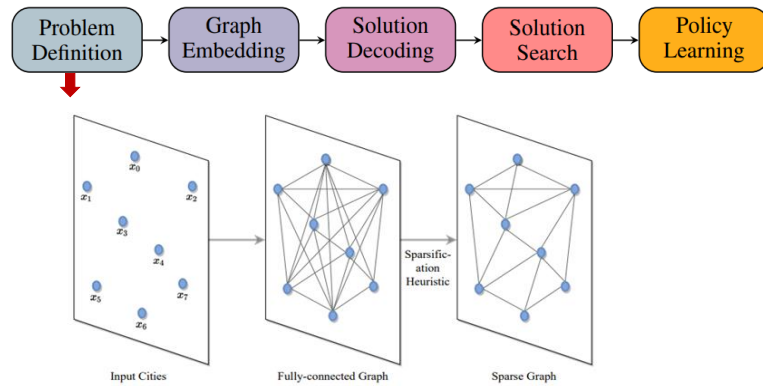 Problem
Definition
Graph
Embedding
Solution
Decoding
Solution
Search
Policy
Learning
x₀
x₁
x₂
x₃
x₄
x₅
x₆
x₇
Sparsific-
ation
Heuristic
Input Cities
Fully-connected Graph
Sparse Graph